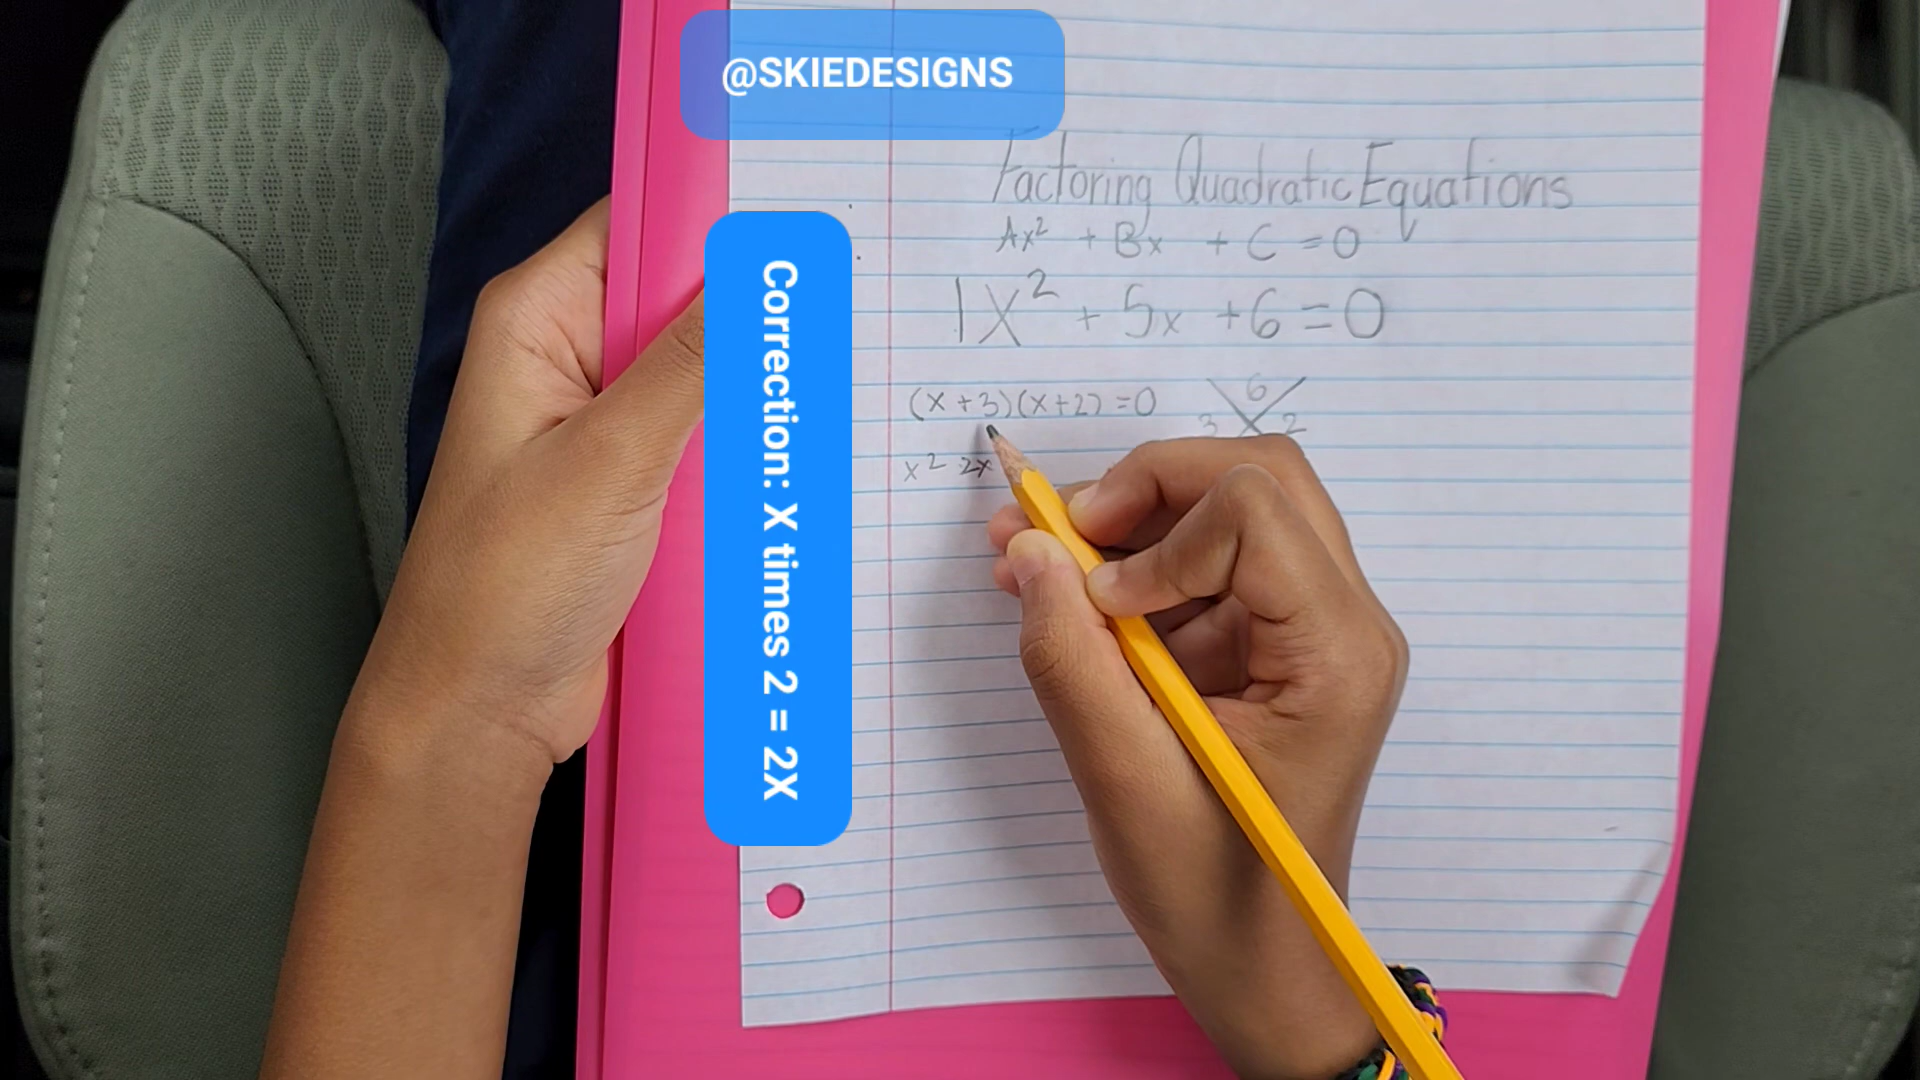 @SKIEDESIGNS
Factoring Quadratic Equations
Ax² + Bx + C = 0
1X² + 5x + 6 = 0
(x + 3)(x + 2) = 0
6
3 2
x² 2x
Correction: X times 2 = 2X